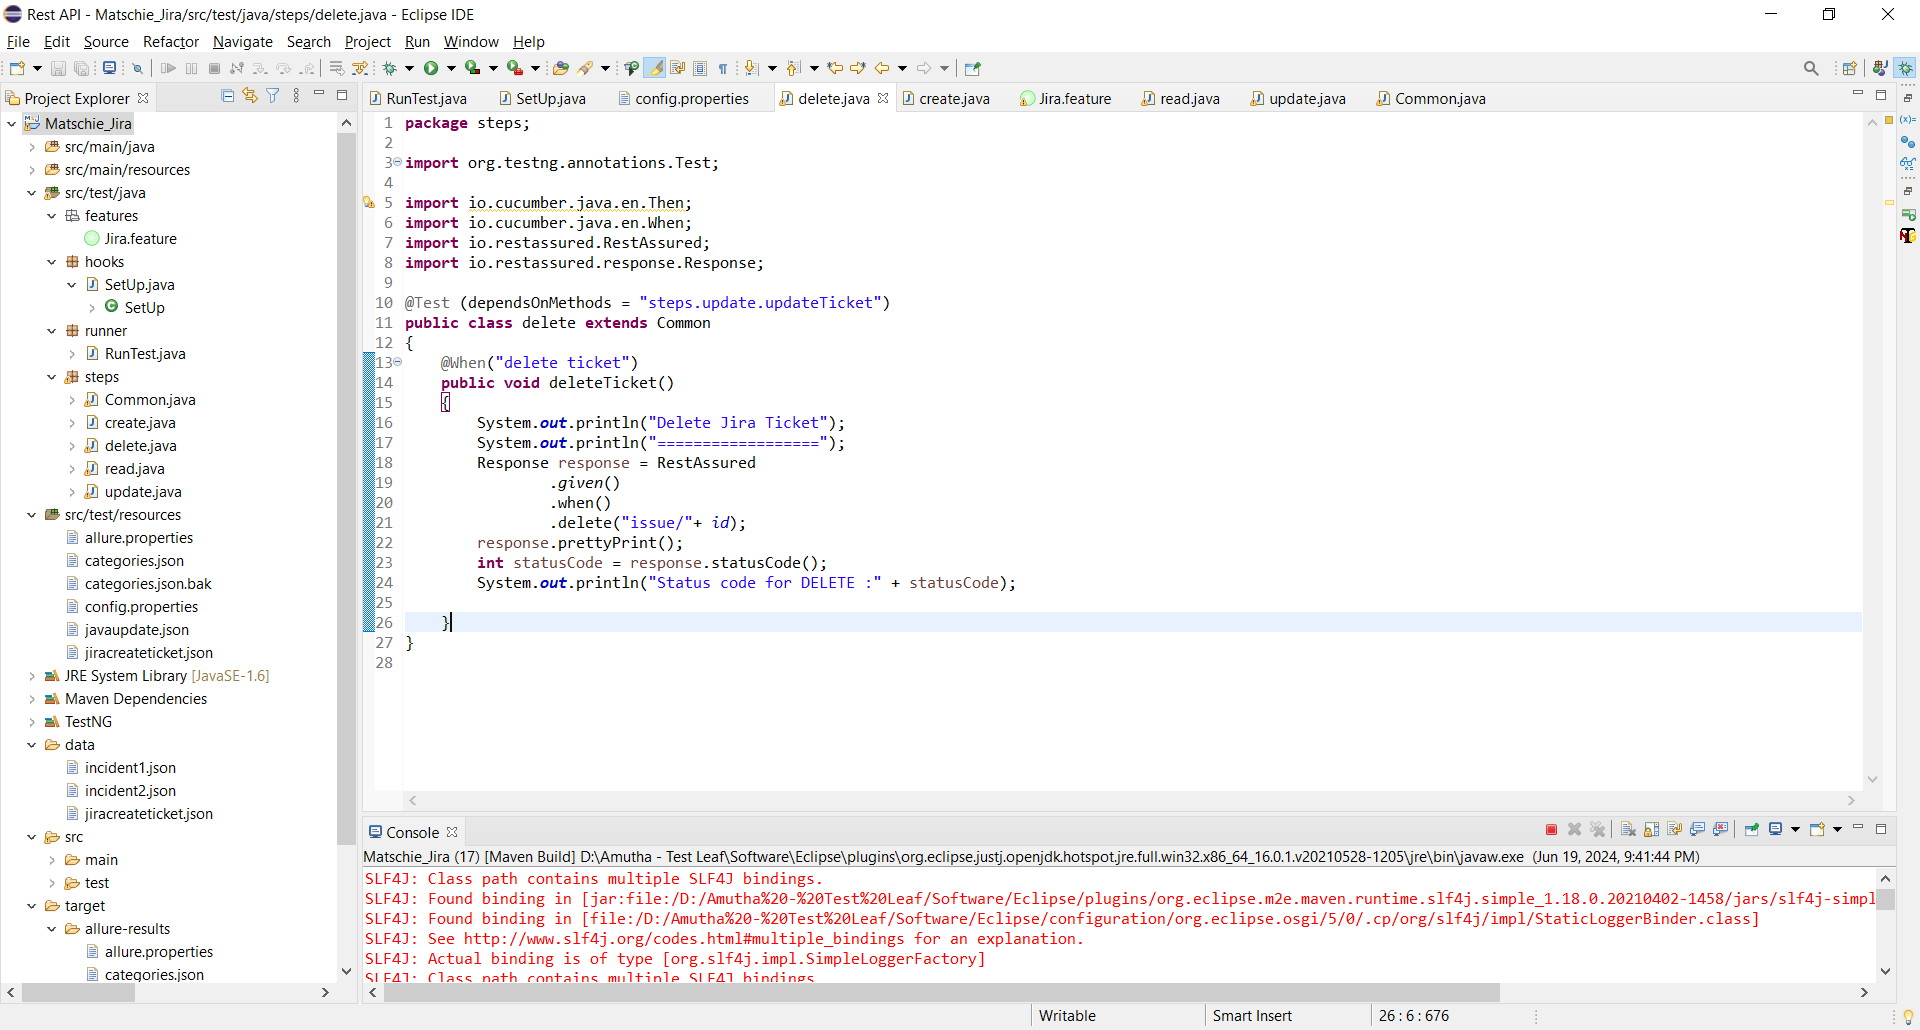 Rest API - Matschie_Jira/src/test/java/steps/delete.java - Eclipse IDE
File Edit Source Refactor Navigate Search Project Run Window Help
Project Explorer
RunTest.java SetUp.java config.properties delete.java create.java Jira.feature read.java update.java Common.java
Matschie_Jira
src/main/java
src/main/resources
src/test/java
features
Jira.feature
hooks
SetUp.java
SetUp
runner
RunTest.java
steps
Common.java
create.java
delete.java
read.java
update.java
src/test/resources
allure.properties
categories.json
categories.json.bak
config.properties
javaupdate.json
jiracreateticket.json
JRE System Library [JavaSE-1.6]
Maven Dependencies
TestNG
data
incident1.json
incident2.json
jiracreateticket.json
src
main
test
target
allure-results
allure.properties
categories.json
1 package steps;
2
3 import org.testng.annotations.Test;
4
5 import io.cucumber.java.en.Then;
6 import io.cucumber.java.en.When;
7 import io.restassured.RestAssured;
8 import io.restassured.response.Response;
9
10 @Test (dependsOnMethods = "steps.update.updateTicket")
11 public class delete extends Common
12 {
13 @When("delete ticket")
14 public void deleteTicket()
15 {
16 System.out.println("Delete Jira Ticket");
17 System.out.println("==================");
18 Response response = RestAssured
19 .given()
20 .when()
21 .delete("issue/"+ id);
22 response.prettyPrint();
23 int statusCode = response.statusCode();
24 System.out.println("Status code for DELETE :" + statusCode);
25
26 }
27 }
28
Console
Matschie_Jira (17) [Maven Build] D:\Amutha - Test Leaf\Software\Eclipse\plugins\org.eclipse.justj.openjdk.hotspot.jre.full.win32.x86_64_16.0.1.v20210528-1205\jre\bin\javaw.exe (Jun 19, 2024, 9:41:44 PM)
SLF4J: Class path contains multiple SLF4J bindings.
SLF4J: Found binding in [jar:file:/D:/Amutha%20-%20Test%20Leaf/Software/Eclipse/plugins/org.eclipse.m2e.maven.runtime.slf4j.simple_1.18.0.20210402-1458/jars/slf4j-simpl
SLF4J: Found binding in [file:/D:/Amutha%20-%20Test%20Leaf/Software/Eclipse/configuration/org.eclipse.osgi/5/0/.cp/org/slf4j/impl/StaticLoggerBinder.class]
SLF4J: See http://www.slf4j.org/codes.html#multiple_bindings for an explanation.
SLF4J: Actual binding is of type [org.slf4j.impl.SimpleLoggerFactory]
SLF4J: Class path contains multiple SLF4J bindings
Writable Smart Insert 26 : 6 : 676